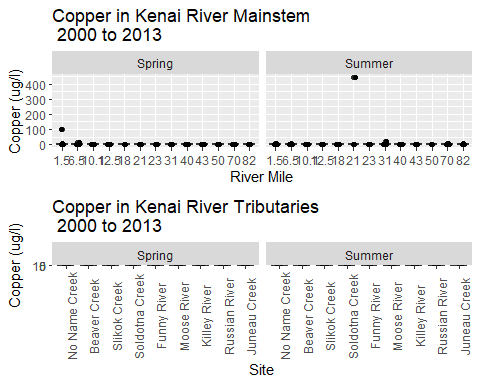 Copper in Kenai River Mainstem
2000 to 2013
Spring Summer
Copper (ug/l)
400
300
200
100
0
1.5 6.5 10.1 12.5 18 21 23 31 40 43 50 70 82 1.5 6.5 10.1 12.5 18 21 23 31 40 43 50 70 82
River Mile
Copper in Kenai River Tributaries
2000 to 2013
Spring Summer
Copper (ug/l)
No Name Creek Beaver Creek Slikok Creek Soldotna Creek Funny River Moose River Killey River Russian River Juneau Creek No Name Creek Beaver Creek Slikok Creek Soldotna Creek Funny River Moose River Killey River Russian River Juneau Creek
Site